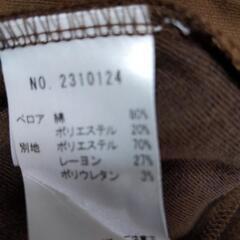 NO. 2310124
ベロア 綿 80%
ポリエステル 20%
別地 ポリエステル 70%
レーヨン 27%
ポリウレタン 3%